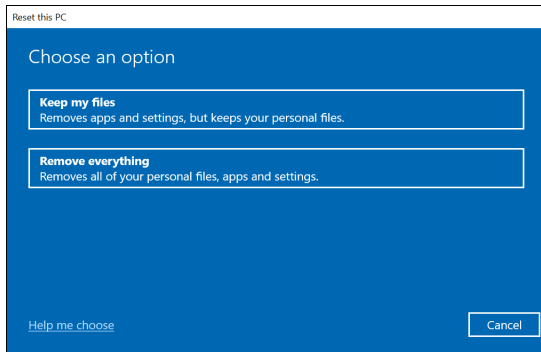 Reset this PC
Choose an option
Keep my files
Removes apps and settings, but keeps your personal files.
Remove everything
Removes all of your personal files, apps and settings.
Help me choose
Cancel